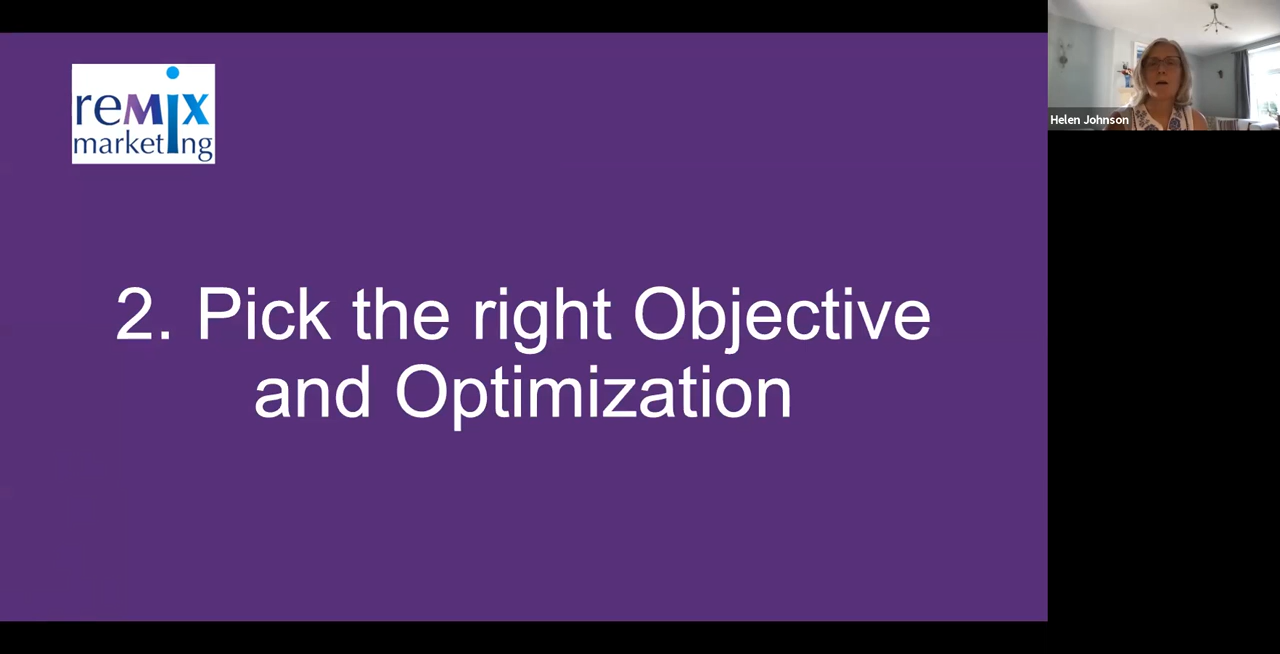 remix
marketing
Helen Johnson
2. Pick the right Objective
and Optimization